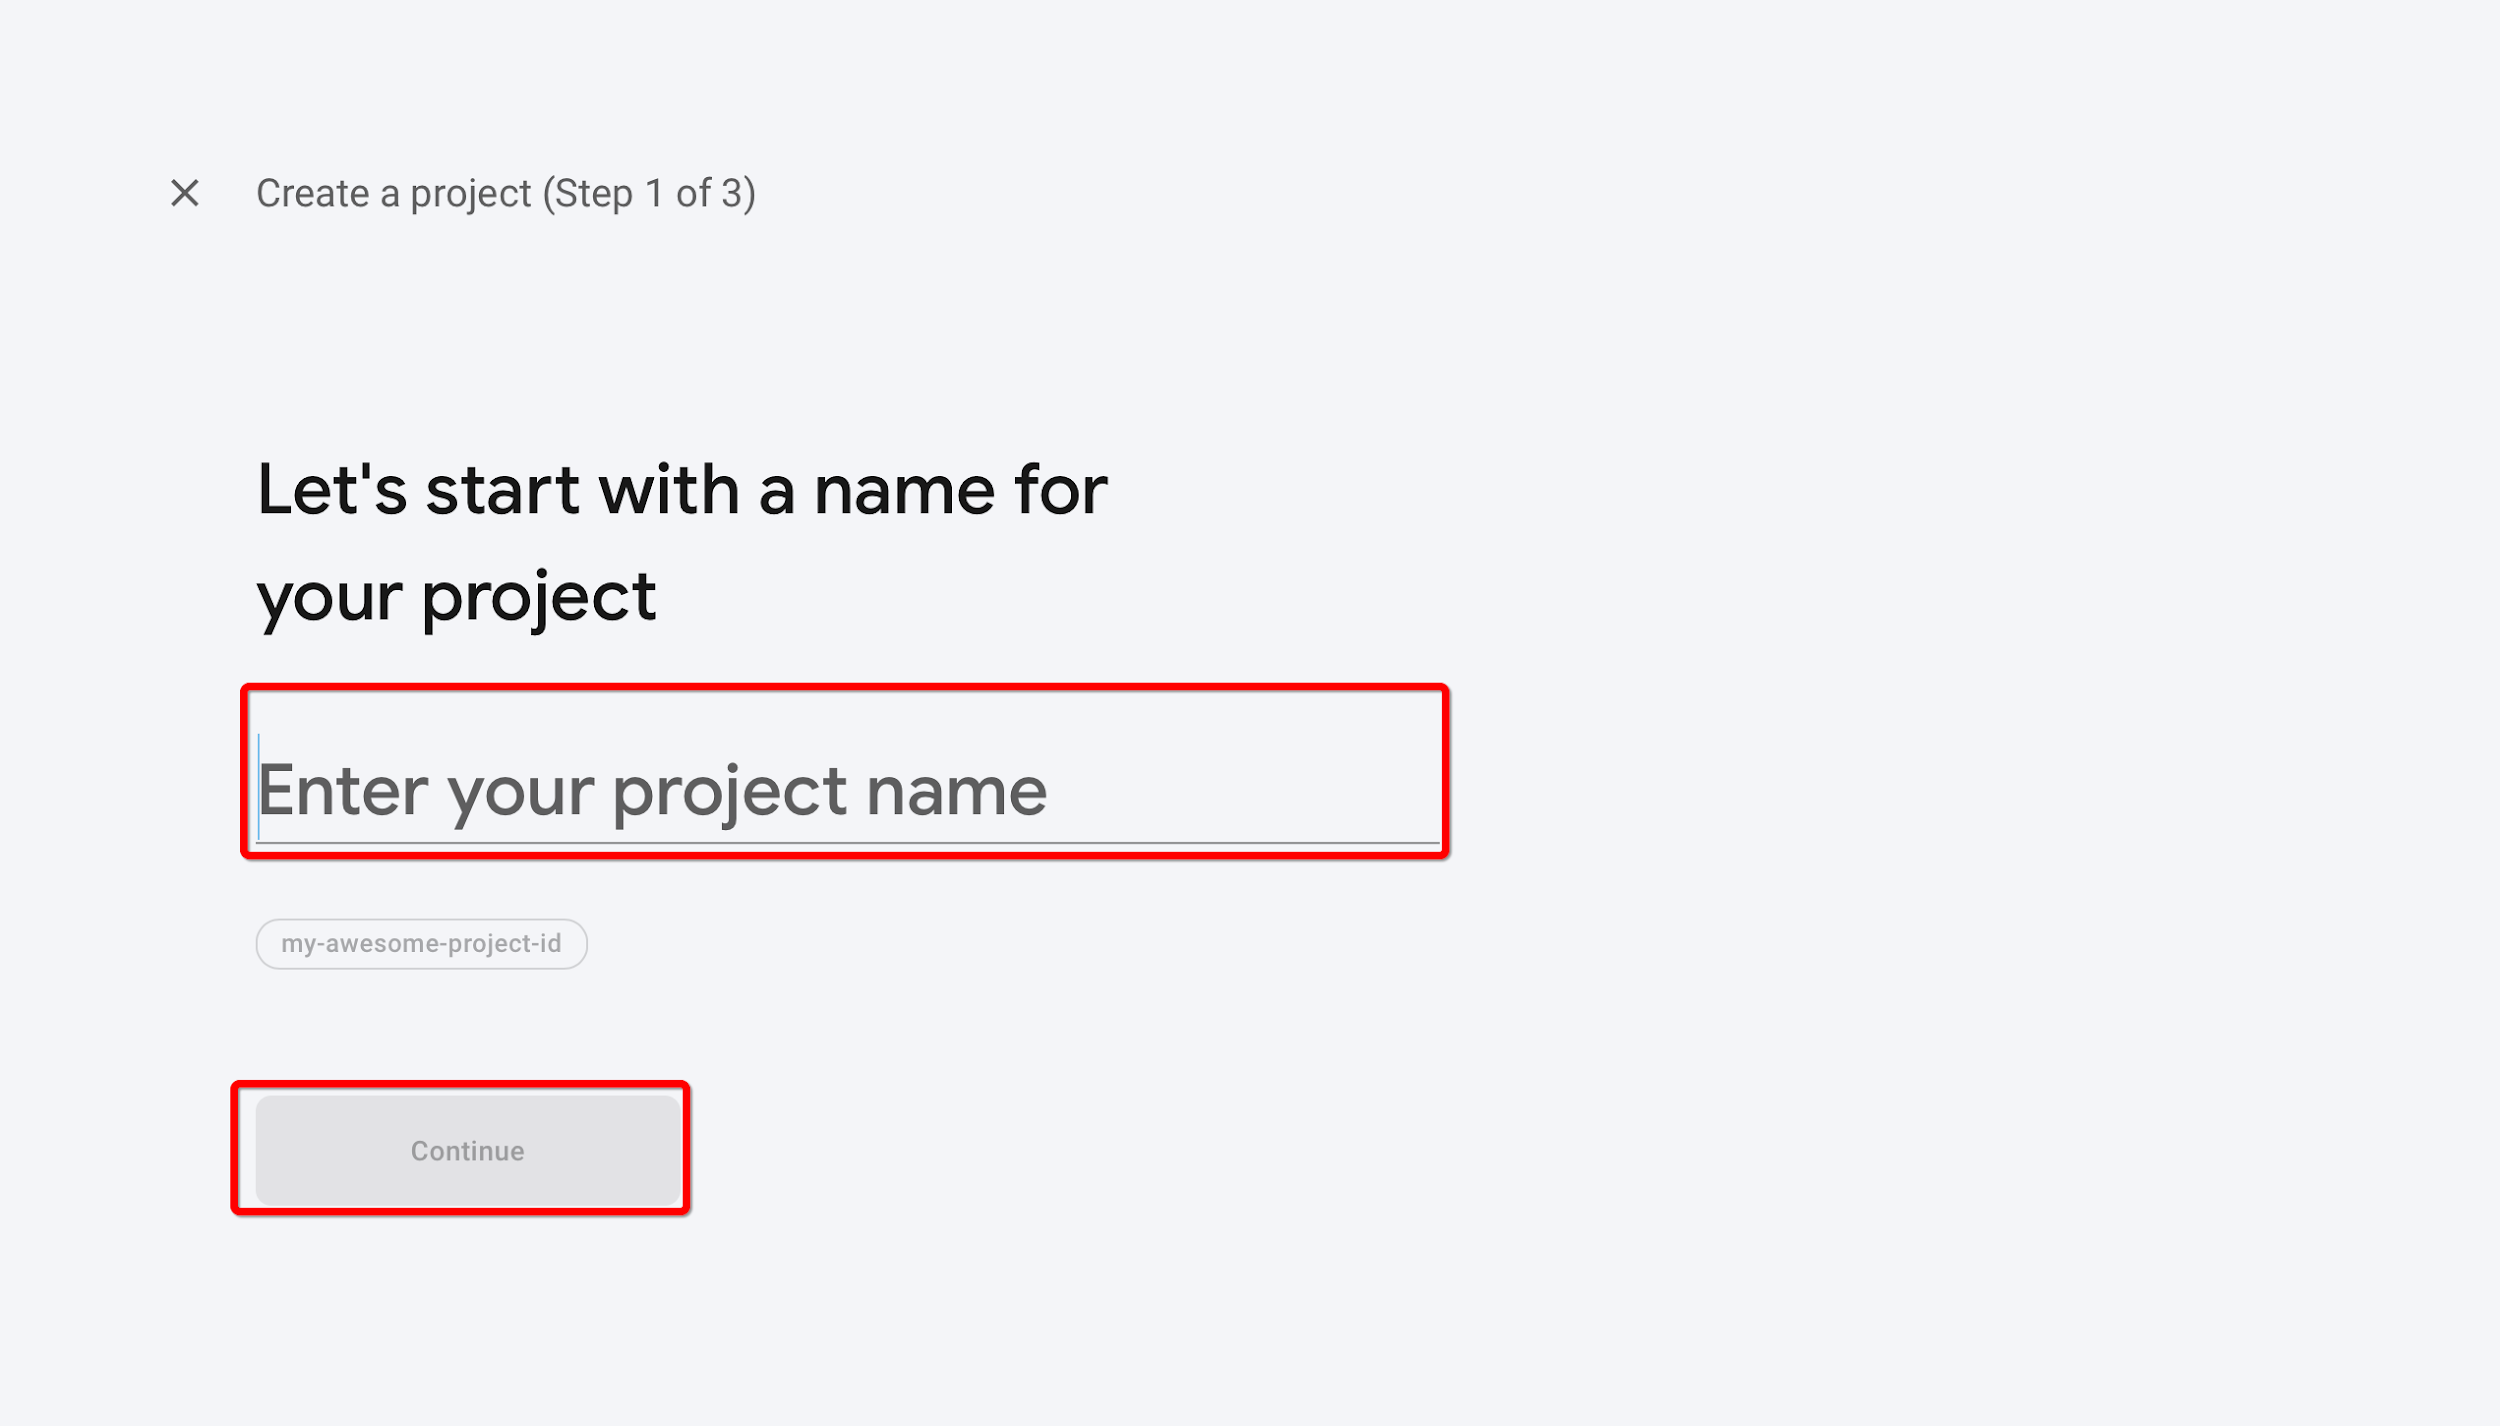 Create a project (Step 1 of 3)
Let's start with a name for
your project
Enter your project name
my-awesome-project-id
Continue